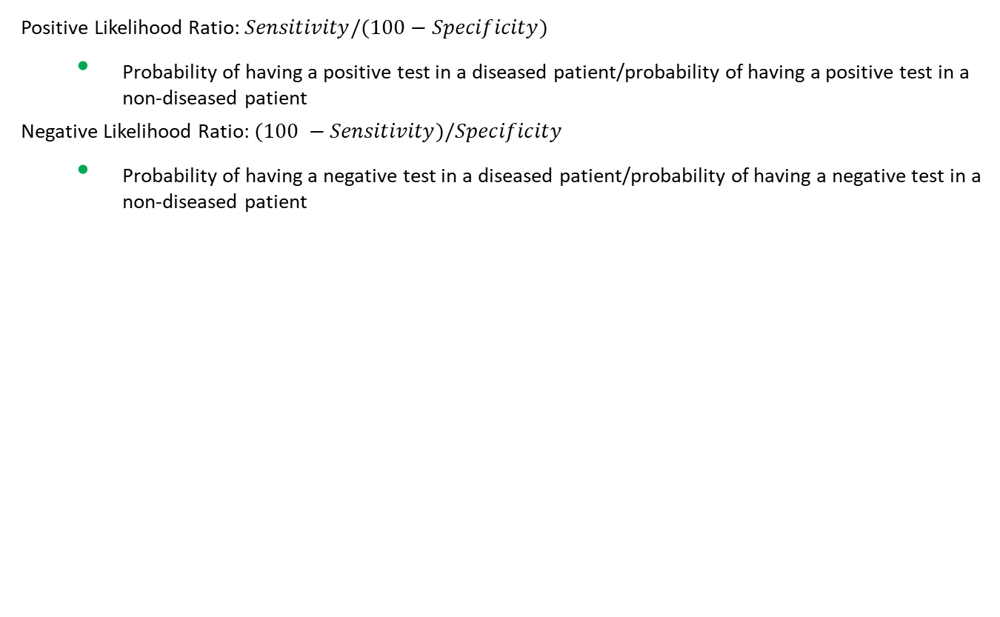 Positive Likelihood Ratio: Sensitivity/(100 − Specificity)
• Probability of having a positive test in a diseased patient/probability of having a positive test in a
non-diseased patient
Negative Likelihood Ratio: (100 − Sensitivity)/Specificity
• Probability of having a negative test in a diseased patient/probability of having a negative test in a
non-diseased patient